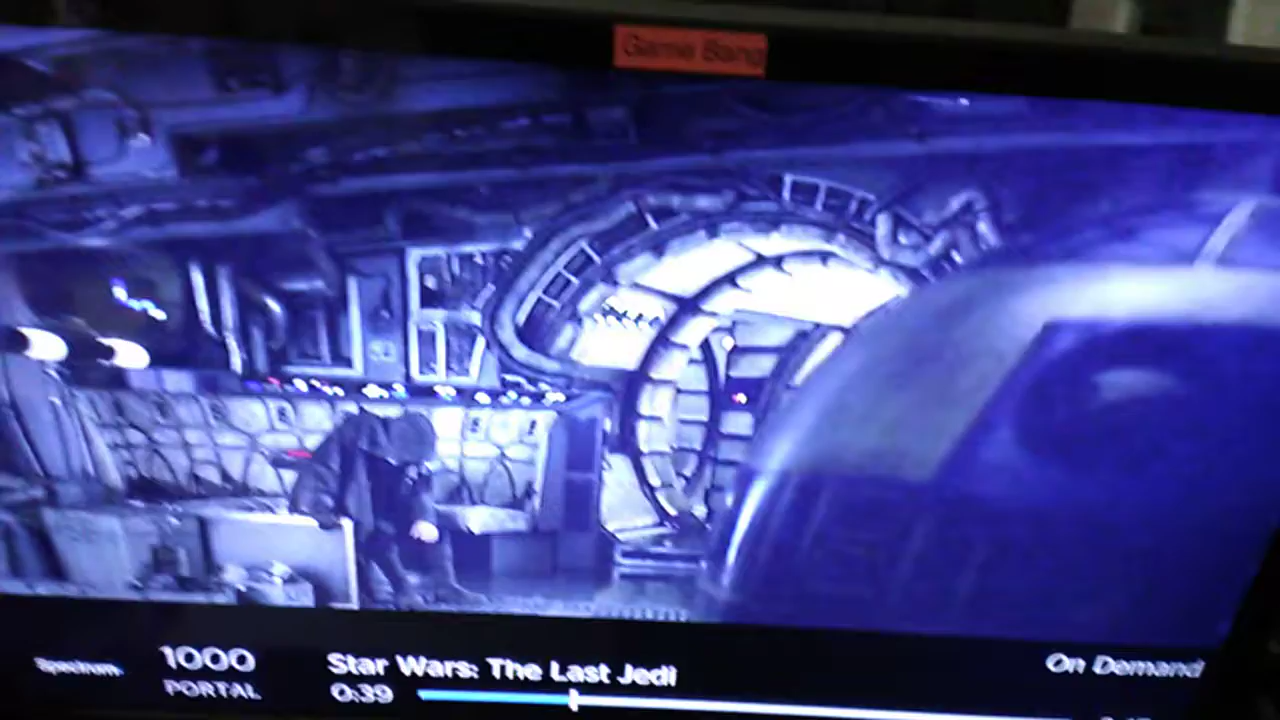 Game Bang
Spectrum
1000
PORTAL
Star Wars: The Last Jedi
0:39
On Demand